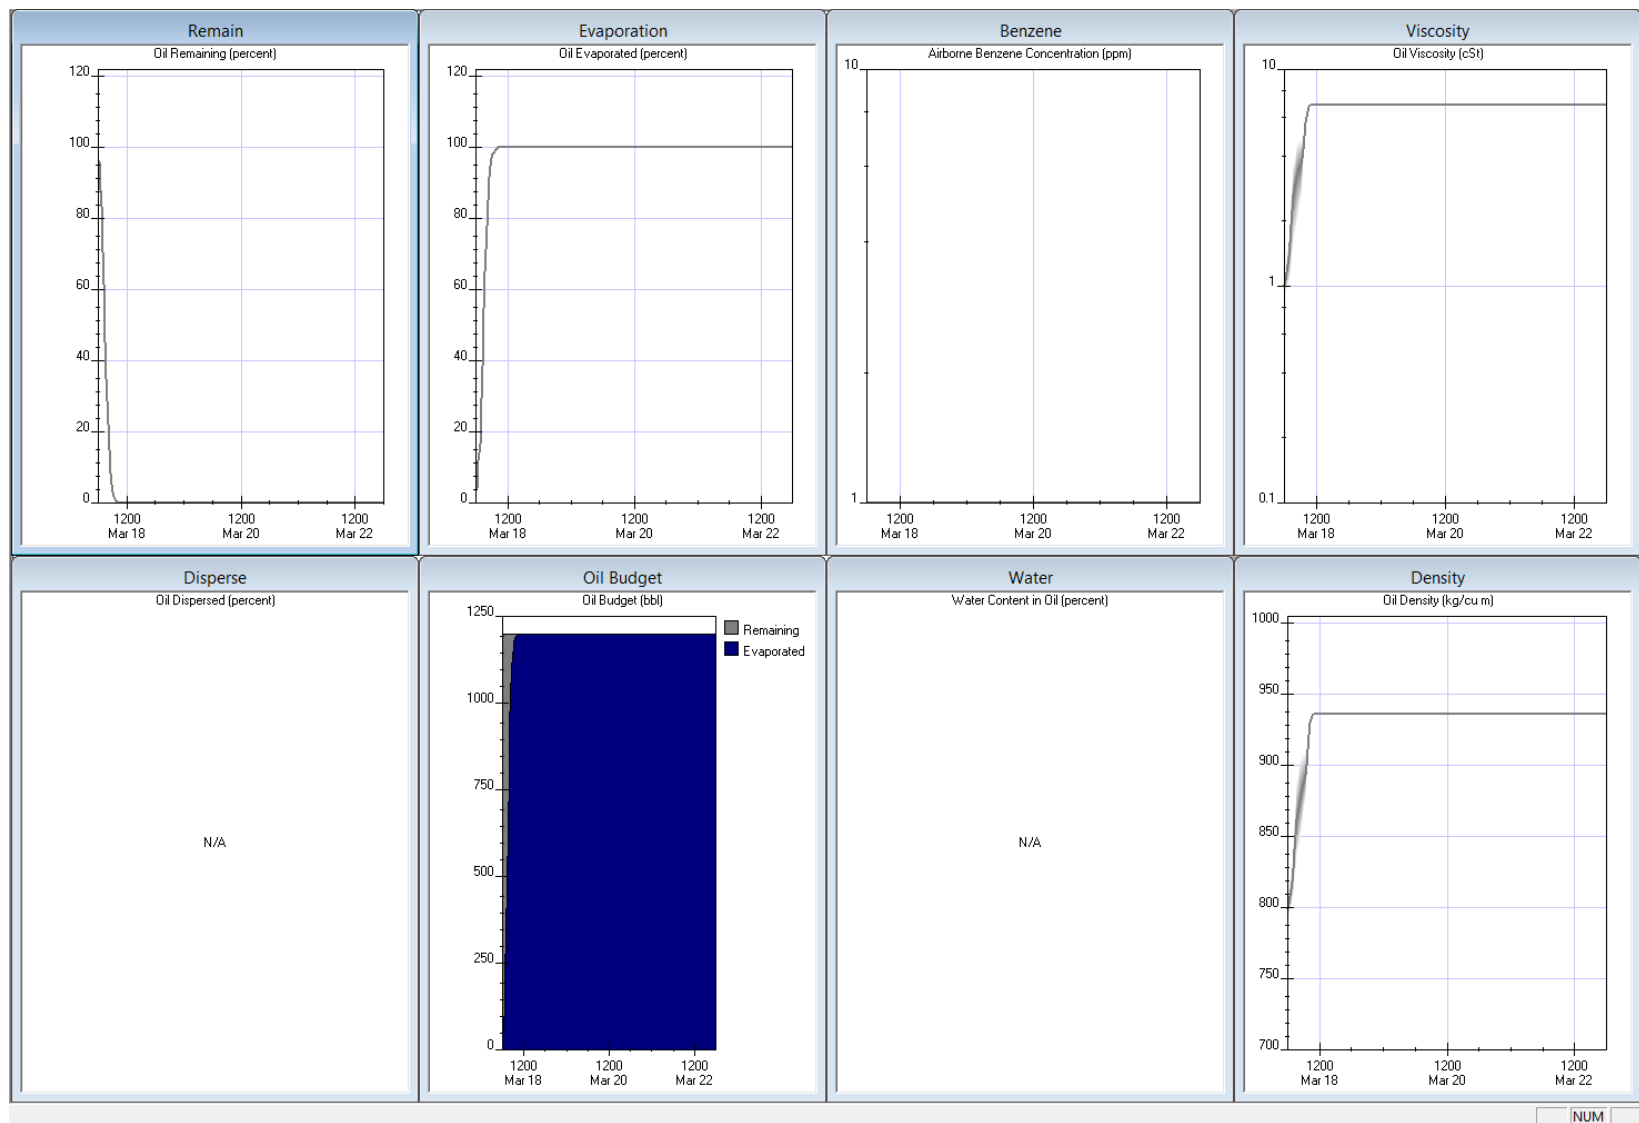 Remain
Oil Remaining (percent)
120
100
80
60
40
20
0
1200 1200 1200
Mar 18 Mar 20 Mar 22
Evaporation
Oil Evaporated (percent)
120
100
80
60
40
20
0
1200 1200 1200
Mar 18 Mar 20 Mar 22
Benzene
Airborne Benzene Concentration (ppm)
10
1
1200 1200 1200
Mar 18 Mar 20 Mar 22
Viscosity
Oil Viscosity (cSt)
10
1
0.1
1200 1200 1200
Mar 18 Mar 20 Mar 22
Disperse
Oil Dispersed (percent)
N/A
Oil Budget
Oil Budget (bbl)
1250
1000
750
500
250
0
1200 1200 1200
Mar 18 Mar 20 Mar 22
Remaining
Evaporated
Water
Water Content in Oil (percent)
N/A
Density
Oil Density (kg/cu m)
1000
950
900
850
800
750
700
1200 1200 1200
Mar 18 Mar 20 Mar 22
NUM